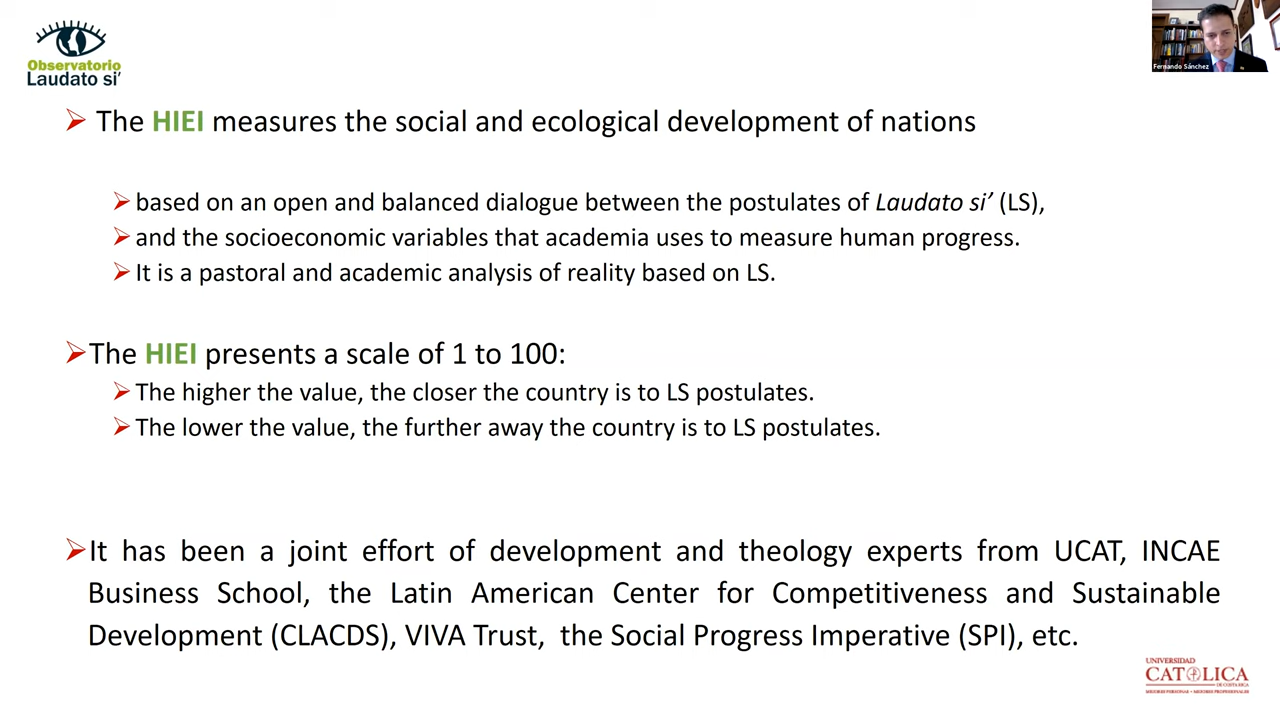 Observatorio
Laudato si’
Fernando Sánchez
The HIEI measures the social and ecological development of nations
based on an open and balanced dialogue between the postulates of Laudato si’ (LS),
and the socioeconomic variables that academia uses to measure human progress.
It is a pastoral and academic analysis of reality based on LS.
The HIEI presents a scale of 1 to 100:
The higher the value, the closer the country is to LS postulates.
The lower the value, the further away the country is to LS postulates.
It has been a joint effort of development and theology experts from UCAT, INCAE
Business School, the Latin American Center for Competitiveness and Sustainable
Development (CLACDS), VIVA Trust, the Social Progress Imperative (SPI), etc.
UNIVERSIDAD
CATÓLICA
DE COSTA RICA
MEJORES PERSONAS • MEJORES PROFESIONALES